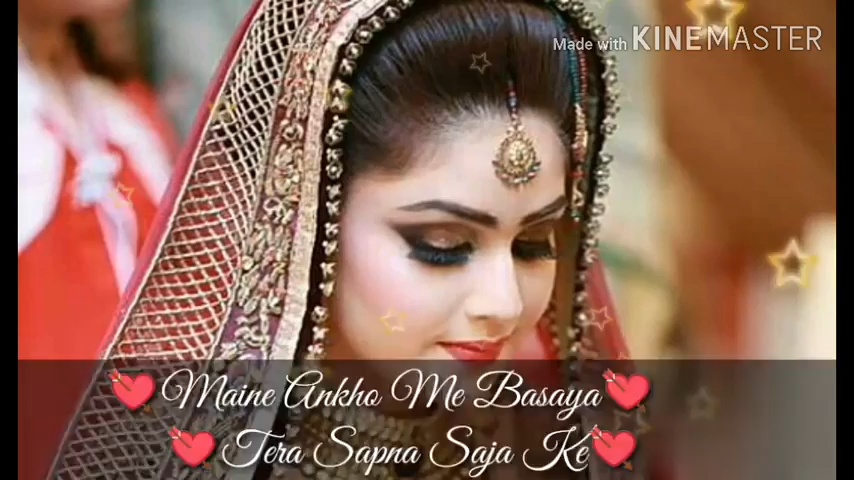 Made with KINEMASTER
💘Maine Ankho Me Basaya💘
💘Tera Sapna Saja Ke💘